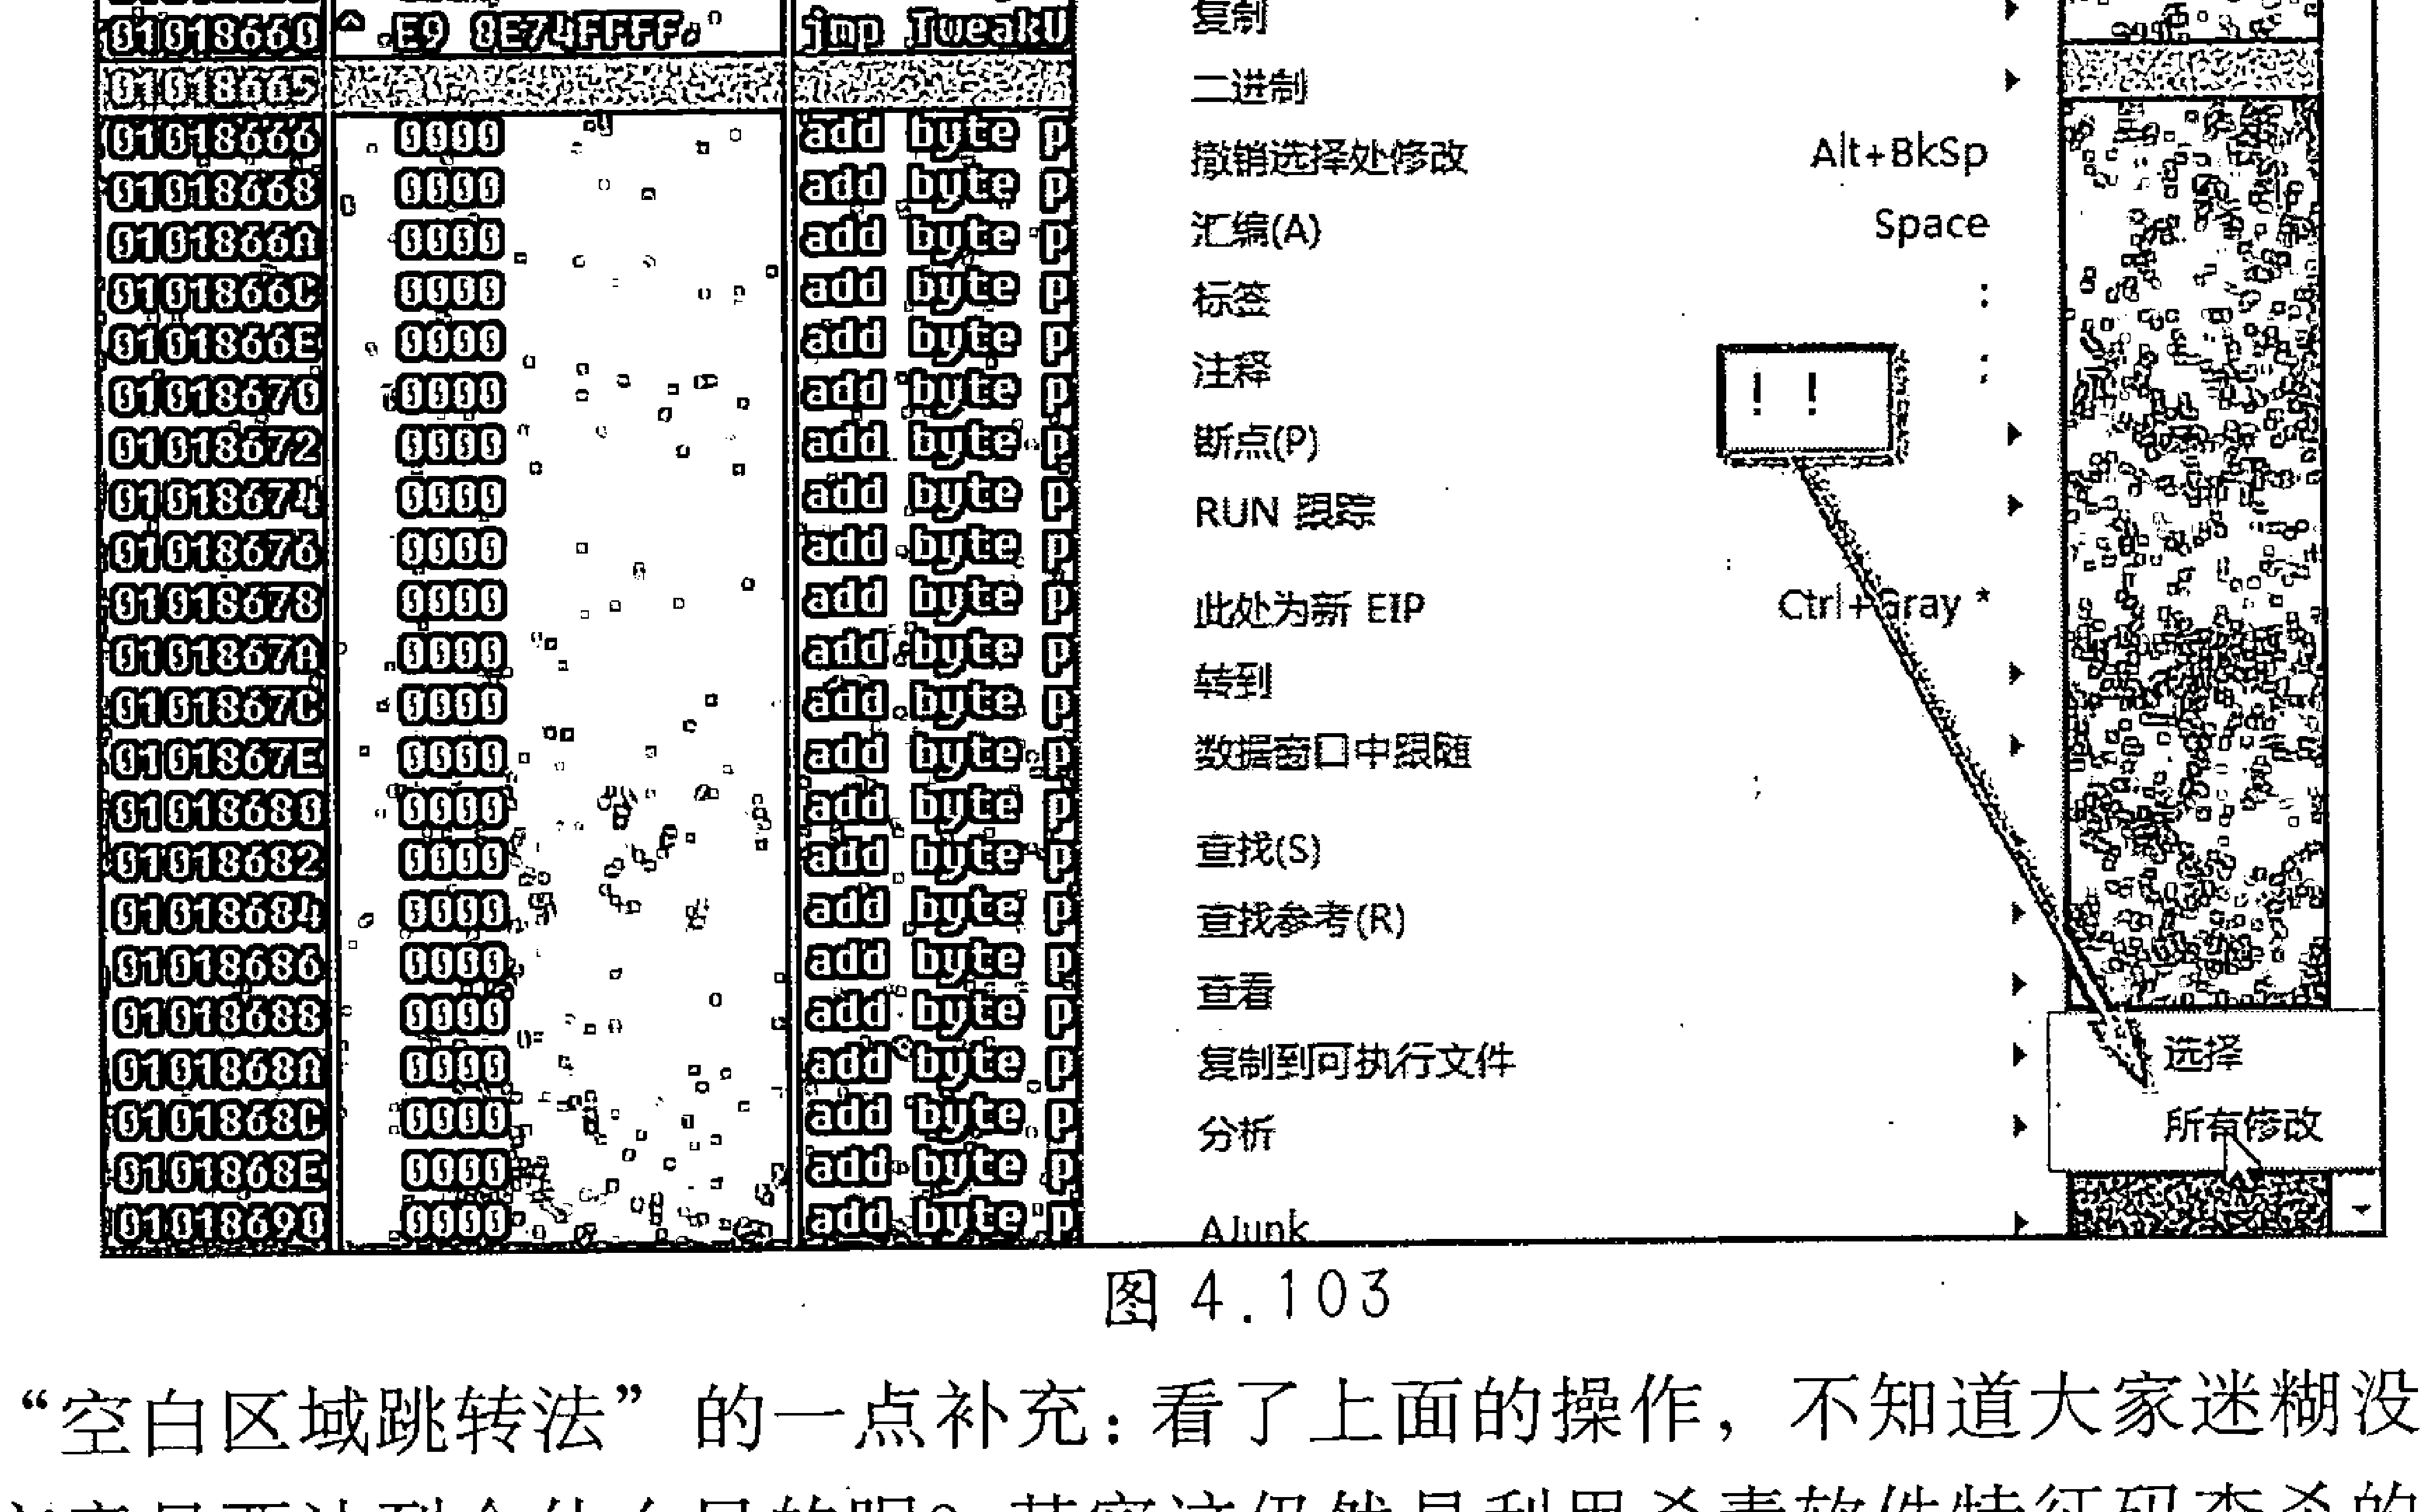 01018660 ^ E9 0E74FFFF jmp TweakU
01018665
01018666 0000 add byte p
01018668 0000 add byte p
0101866A 0000 add byte p
0101866C 0000 add byte p
0101866E 0000 add byte p
01018670 0000 add byte p
01018672 0000 add byte p
01018674 0000 add byte p
01018676 0000 add byte p
01018678 0000 add byte p
0101867A 0000 add byte p
0101867C 0000 add byte p
0101867E 0000 add byte p
01018680 0000 add byte p
01018682 0000 add byte p
01018684 0000 add byte p
01018686 0000 add byte p
01018688 0000 add byte p
0101868A 0000 add byte p
0101868C 0000 add byte p
0101868E 0000 add byte p
01018690 0000 add byte p
复制
二进制
撤销选择处修改 Alt+BkSp
汇编(A) Space
标签 :
注释 ;
断点(P)
RUN 跟踪
此处为新 EIP Ctrl+Gray *
转到
数据窗口中跟随
查找(S)
查找参考(R)
查看
复制到可执行文件
分析
AJunk
! !
选择
所有修改
图 4.103
“空白区域跳转法”的一点补充：看了上面的操作，不知道大家迷糊没